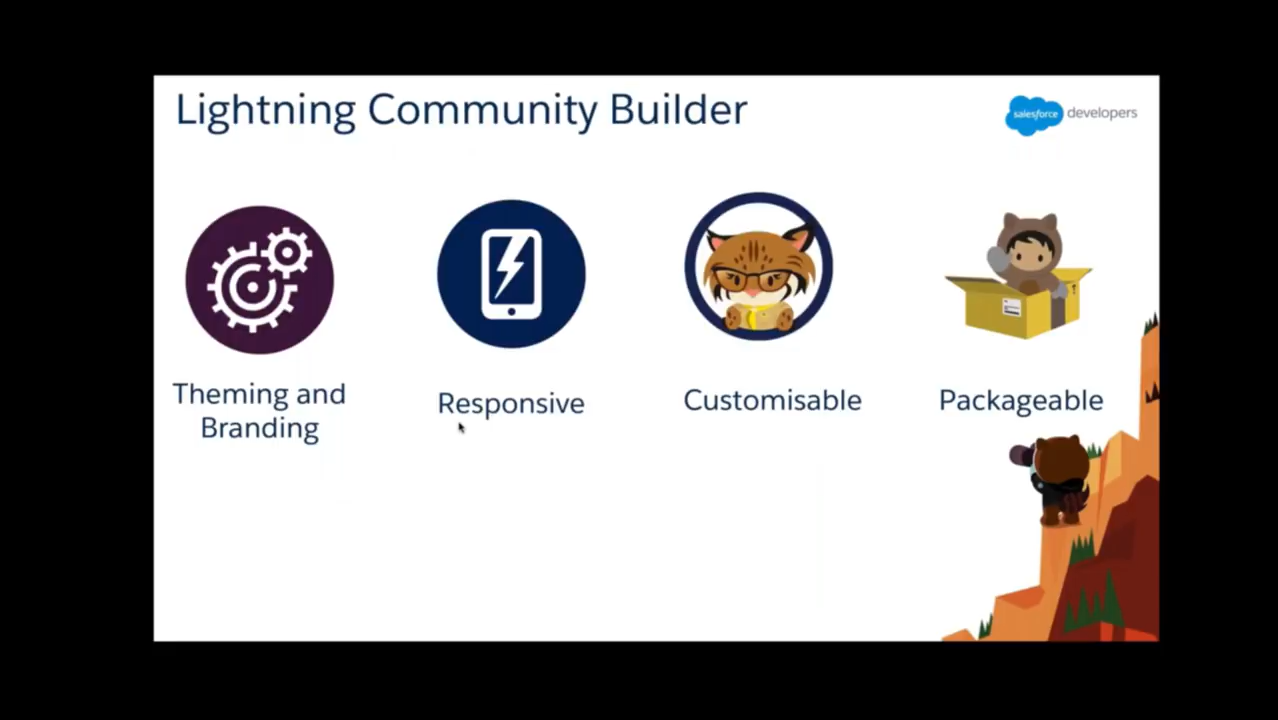 Lightning Community Builder
salesforce developers
Theming and
Branding
Responsive
Customisable
Packageable